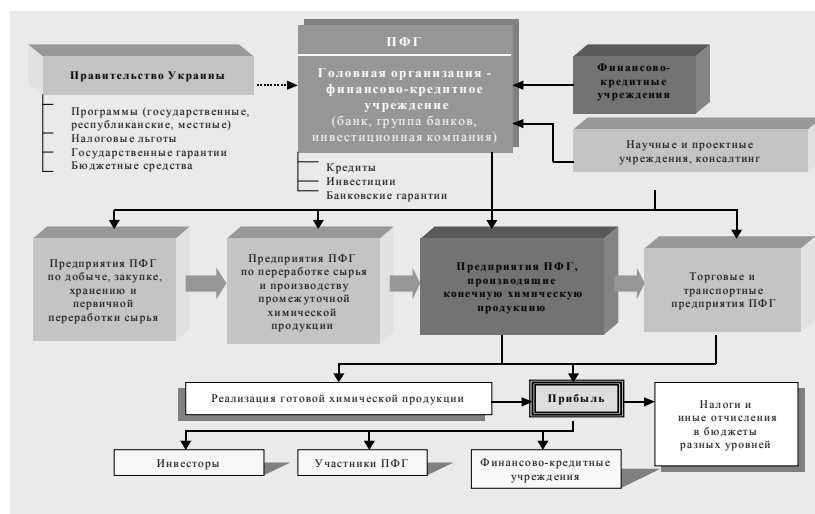 ПФГ
Головная организация -
финансово-кредитное
учреждение
(банк, группа банков,
инвестиционная компания)
Правительство Украины
Программы (государственные,
республиканские, местные)
Налоговые льготы
Государственные гарантии
Бюджетные средства
Кредиты
Инвестиции
Банковские гарантии
Финансово-
кредитные
учреждения
Научные и проектные
учреждения, консалтинг
Предприятия ПФГ
по добыче, закупке,
хранению и
первичной
переработки сырья
Предприятия ПФГ
по переработке сырья
и производству
промежуточной
химической
продукции
Предприятия ПФГ,
производящие
конечную химическую
продукцию
Торговые и
транспортные
предприятия ПФГ
Реализация готовой химической продукции
Прибыль
Налоги и
иные отчисления
в бюджеты
разных уровней
Инвесторы
Участники ПФГ
Финансово-кредитные
учреждения